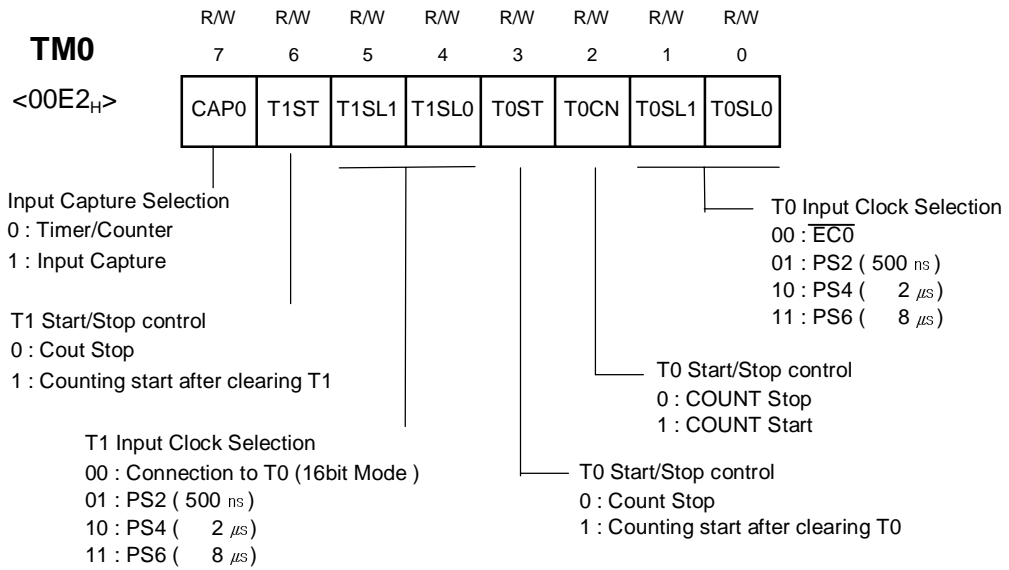 R/W R/W R/W R/W R/W R/W R/W R/W
TM0 7 6 5 4 3 2 1 0
<00E2H> CAP0 T1ST T1SL1 T1SL0 T0ST T0CN T0SL1 T0SL0
Input Capture Selection
0 : Timer/Counter
1 : Input Capture
T0 Input Clock Selection
00 : E̅C̅0̅
01 : PS2 ( 500 ns )
10 : PS4 ( 2 µs )
11 : PS6 ( 8 µs )
T1 Start/Stop control
0 : Cout Stop
1 : Counting start after clearing T1
T0 Start/Stop control
0 : COUNT Stop
1 : COUNT Start
T1 Input Clock Selection
00 : Connection to T0 (16bit Mode )
01 : PS2 ( 500 ns )
10 : PS4 ( 2 µs )
11 : PS6 ( 8 µs )
T0 Start/Stop control
0 : Count Stop
1 : Counting start after clearing T0